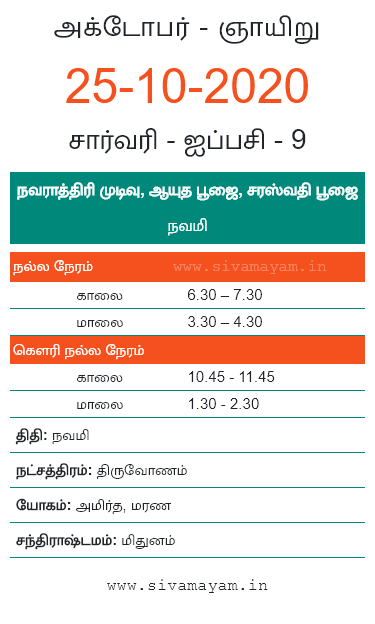 அக்டோபர் - ஞாயிறு
25-10-2020
சார்வரி - ஐப்பசி - 9
நவராத்திரி முடிவு, ஆயுத பூஜை, சரஸ்வதி பூஜை
நவமி
நல்ல நேரம் www.sivamayam.in
காலை 6.30 – 7.30
மாலை 3.30 – 4.30
கௌரி நல்ல நேரம்
காலை 10.45 - 11.45
மாலை 1.30 - 2.30
திதி: நவமி
நட்சத்திரம்: திருவோணம்
யோகம்: அமிர்த, மரண
சந்திராஷ்டமம்: மிதுனம்
www.sivamayam.in